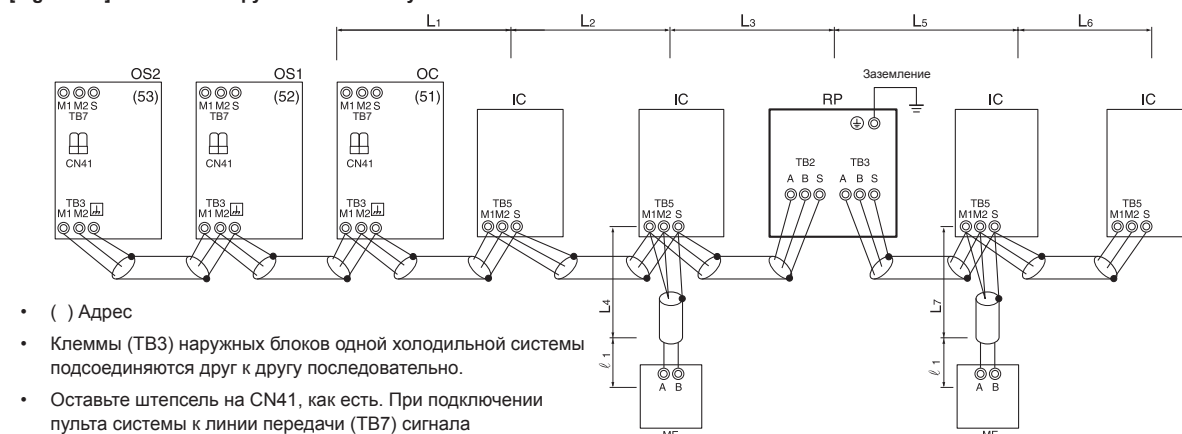 L1 L2 L3 L5 L6
OS2 OS1 OC Заземление
(53) (52) (51) IC IC RP IC IC
M1 M2 S M1 M2 S M1 M2 S
TB7 TB7 TB7
CN41 CN41 CN41
TB2 TB3
A B S A B S
TB3 TB3 TB3 TB5 TB5 TB5 TB5
M1 M2 M1 M2 M1 M2 M1 M2 S M1 M2 S M1 M2 S M1 M2 S
L4 L7
• ( ) Адрес
• Клеммы (TB3) наружных блоков одной холодильной системы
подсоединяются друг к другу последовательно.
ℓ 1 ℓ 1
A B A B
• Оставьте штепсель на CN41, как есть. При подключении
пульта системы к линии передачи (TB7) сигнала